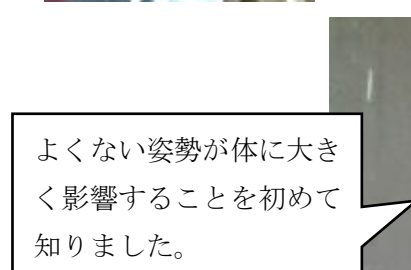 よくない姿勢が体に大き
く影響することを初めて
知りました。